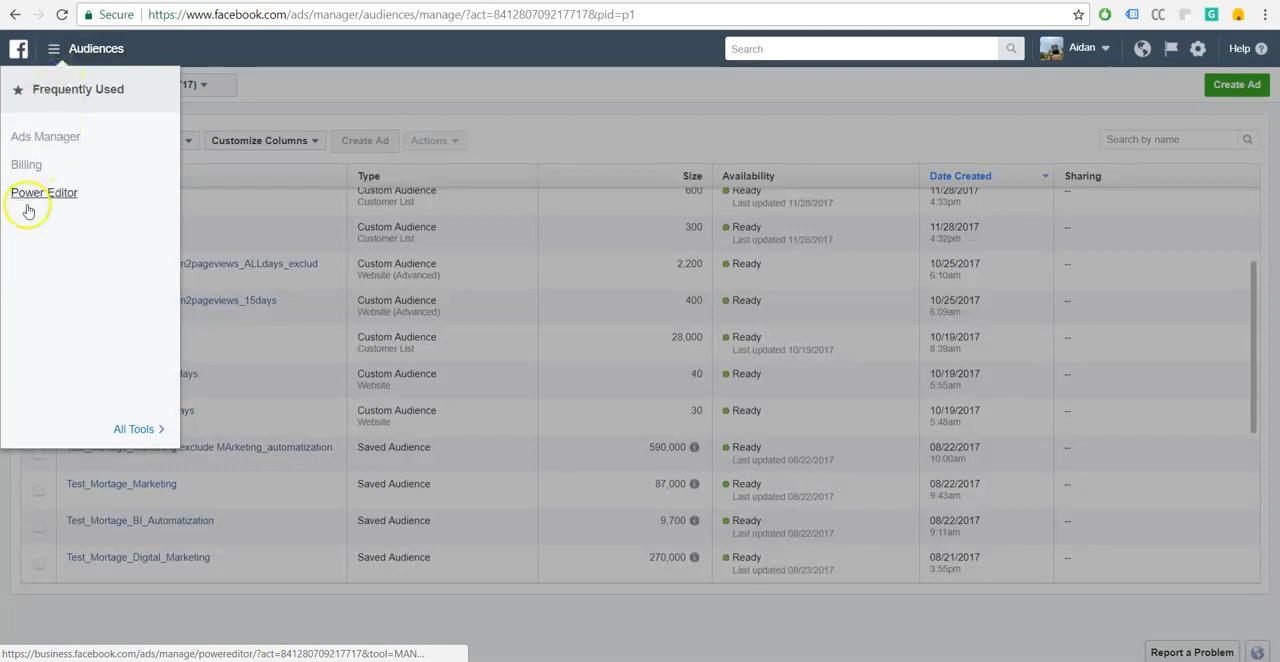 Secure
https://www.facebook.com/ads/manager/audiences/manage/?act=841280709217717&pid=p1
Audiences
Search
Aidan
Help
Frequently Used
17)
Create Ad
Ads Manager
Customize Columns
Create Ad
Actions
Search by name
Billing
Power Editor
Type
Size
Availability
Date Created
Sharing
Custom Audience
Customer List
600
Ready
Last updated 11/28/2017
11/28/2017
4:33pm
--
Custom Audience
Customer List
300
Ready
Last updated 11/28/2017
11/28/2017
4:32pm
--
n2pageviews_ALLdays_exclud
Custom Audience
Website (Advanced)
2,200
Ready
10/25/2017
6:10am
--
n2pageviews_15days
Custom Audience
Website (Advanced)
400
Ready
10/25/2017
6:09am
--
Custom Audience
Customer List
28,000
Ready
Last updated 10/19/2017
10/19/2017
8:39am
--
days
Custom Audience
Website
40
Ready
10/19/2017
5:55am
--
ays
Custom Audience
Website
30
Ready
10/19/2017
5:48am
--
All Tools
exclude MArketing_automatization
Saved Audience
590,000
Ready
Last updated 08/22/2017
08/22/2017
10:00am
--
Test_Mortage_Marketing
Saved Audience
87,000
Ready
Last updated 08/22/2017
08/22/2017
9:43am
--
Test_Mortage_BI_Automatization
Saved Audience
9,700
Ready
Last updated 08/22/2017
08/22/2017
9:11am
--
Test_Mortage_Digital_Marketing
Saved Audience
270,000
Ready
Last updated 08/23/2017
08/21/2017
3:55pm
--
https://business.facebook.com/ads/manage/powereditor/?act=841280709217717&tool=MAN...
Report a Problem